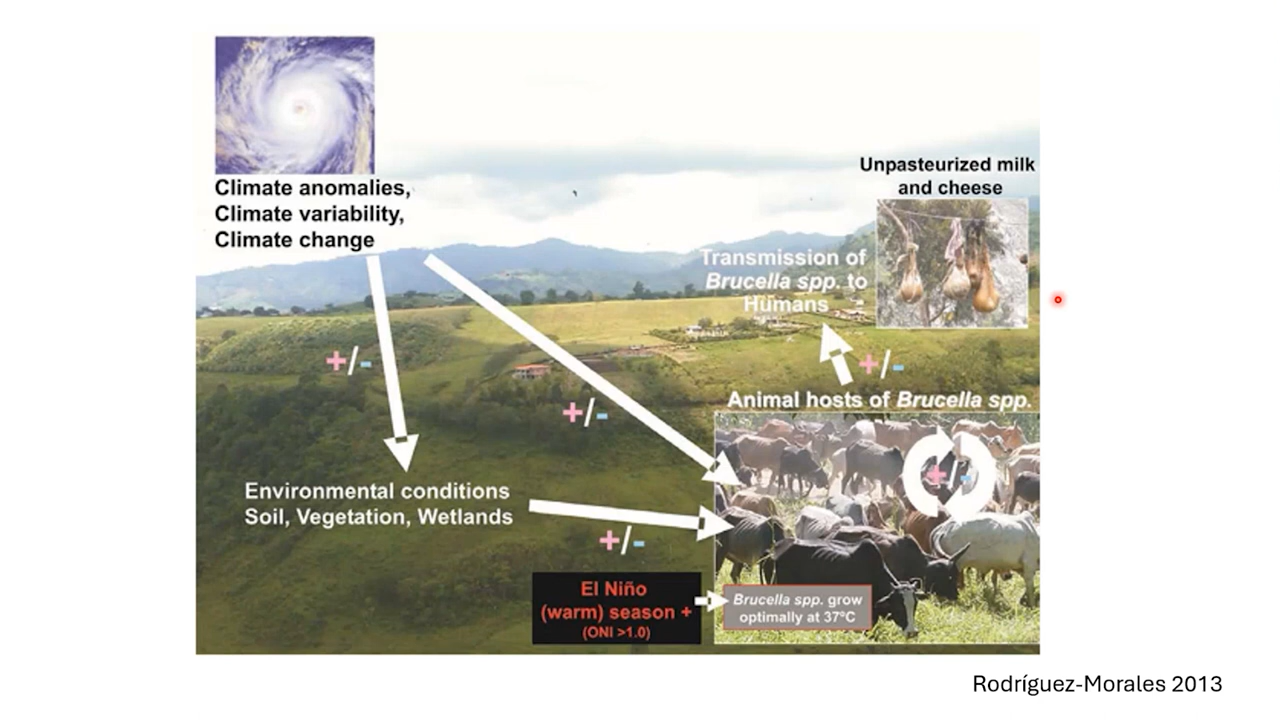 Climate anomalies,
Climate variability,
Climate change
Unpasteurized milk
and cheese
Transmission of
Brucella spp. to
Humans
+/-
+/-
+/-
Animal hosts of Brucella spp.
+/-
Environmental conditions
Soil, Vegetation, Wetlands
+/-
El Niño
(warm) season +
(ONI >1.0)
Brucella spp. grow
optimally at 37ºC
Rodríguez-Morales 2013